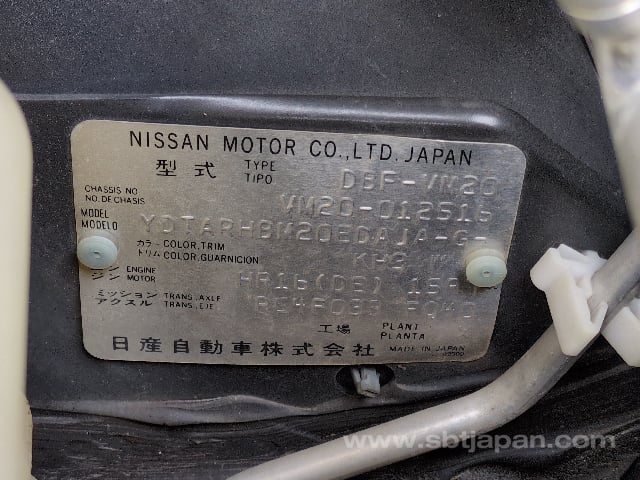 NISSAN MOTOR CO.,LTD. JAPAN
型式 TYPE TIPO DBF-VM20
CHASSIS NO NO. DE CHASIS VM20-012516
MODEL MODELO
カラー COLOR, TRIM トリム COLOR, GUARNICION KH3
エンジン ENGINE MOTOR HR16(DE)
ミッション TRANS. アクスル TRANS. AXLE EJE
工場 PLANT PLANTA
日産自動車株式会社 MADE IN JAPAN
www.sbtjapan.com